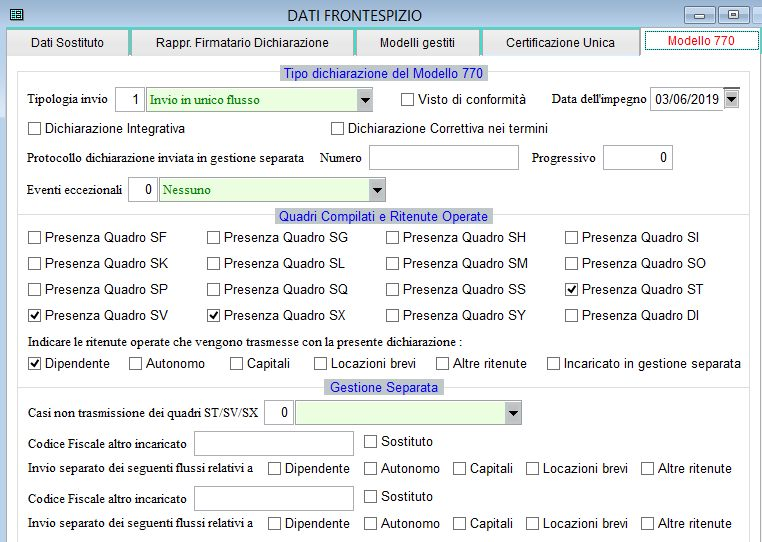 DATI FRONTESPIZIO
Dati Sostituto Rappr. Firmatario Dichiarazione Modelli gestiti Certificazione Unica Modello 770
Tipo dichiarazione del Modello 770
Tipologia invio 1 Invio in unico flusso Visto di conformità Data dell'impegno 03/06/2019
Dichiarazione Integrativa Dichiarazione Correttiva nei termini
Protocollo dichiarazione inviata in gestione separata Numero Progressivo 0
Eventi eccezionali 0 Nessuno
Quadri Compilati e Ritenute Operate
Presenza Quadro SF Presenza Quadro SG Presenza Quadro SH Presenza Quadro SI
Presenza Quadro SK Presenza Quadro SL Presenza Quadro SM Presenza Quadro SO
Presenza Quadro SP Presenza Quadro SQ Presenza Quadro SS Presenza Quadro ST
Presenza Quadro SV Presenza Quadro SX Presenza Quadro SY Presenza Quadro DI
Indicare le ritenute operate che vengono trasmesse con la presente dichiarazione :
Dipendente Autonomo Capitali Locazioni brevi Altre ritenute Incaricato in gestione separata
Gestione Separata
Casi non trasmissione dei quadri ST/SV/SX 0
Codice Fiscale altro incaricato Sostituto
Invio separato dei seguenti flussi relativi a Dipendente Autonomo Capitali Locazioni brevi Altre ritenute
Codice Fiscale altro incaricato Sostituto
Invio separato dei seguenti flussi relativi a Dipendente Autonomo Capitali Locazioni brevi Altre ritenute